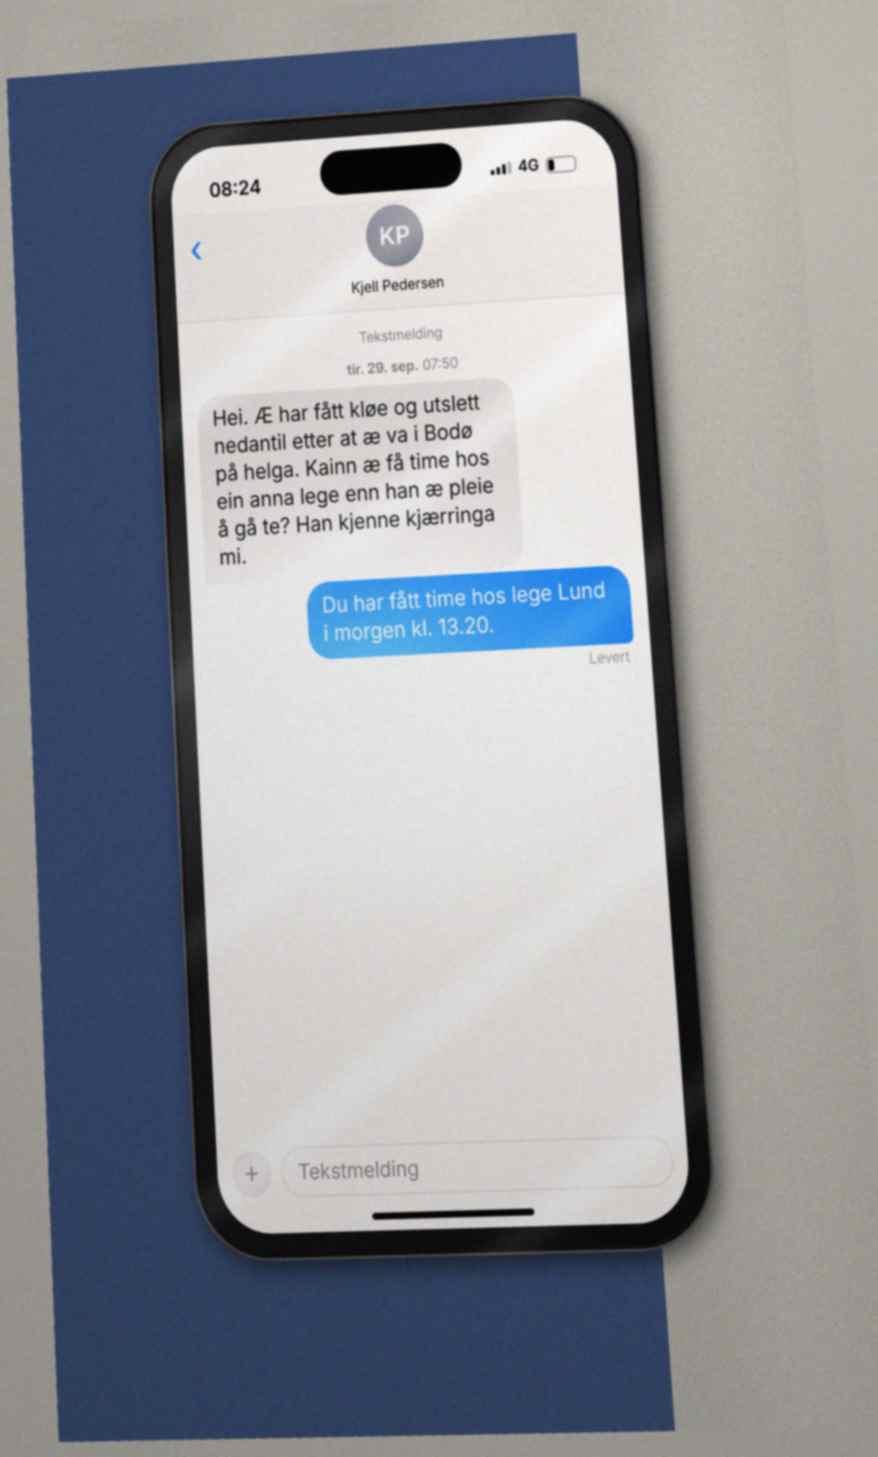 08:24
4G
KP
Kjell Pedersen
Tekstmelding
tir. 29. sep. 07:50
Hei. Æ har fått kløe og utslett
nedantil etter at æ va i Bodø
på helga. Kainn æ få time hos
ein anna lege enn han æ pleie
å gå te? Han kjenne kjærringa
mi.
Du har fått time hos lege Lund
i morgen kl. 13.20.
Levert
+
Tekstmelding